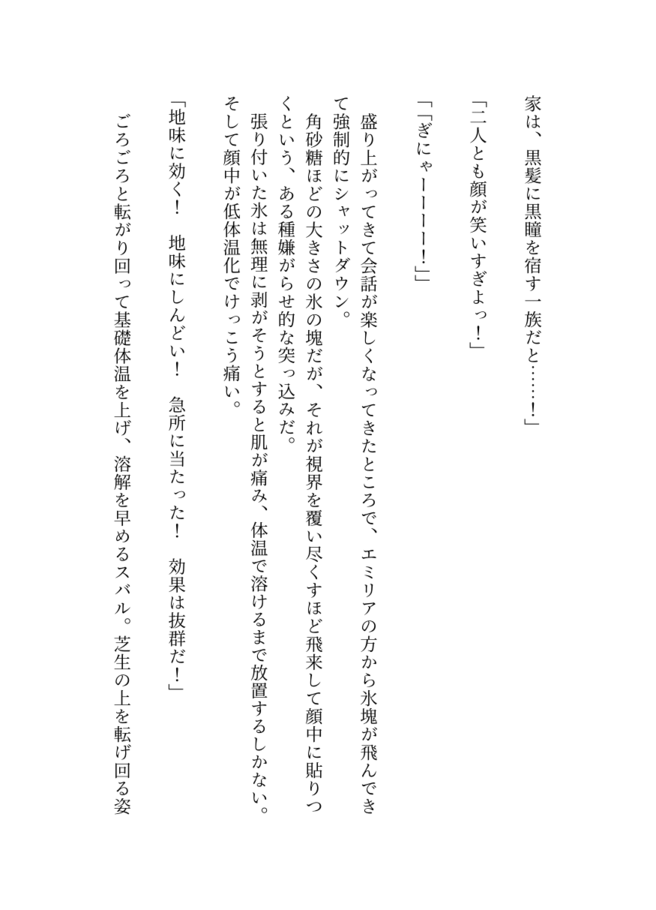 家は、黒髪に黒瞳を宿す一族だと……！」
「二人とも顔が笑いすぎよっ！」
「「ぎにゃーーーー！」」
　盛り上がってきて会話が楽しくなってきたところで、エミリアの方から氷塊が飛んでき
て強制的にシャットダウン。
　角砂糖ほどの大きさの氷の塊だが、それが視界を覆い尽くすほど飛来して顔中に貼りつ
くという、ある種嫌がらせ的な突っ込みだ。
　張り付いた氷は無理に剥がそうとすると肌が痛み、体温で溶けるまで放置するしかない。
そして顔中が低体温化でけっこう痛い。
「地味に効く！　地味にしんどい！　急所に当たった！　効果は抜群だ！」
　ごろごろと転がり回って基礎体温を上げ、溶解を早めるスバル。芝生の上を転げ回る姿